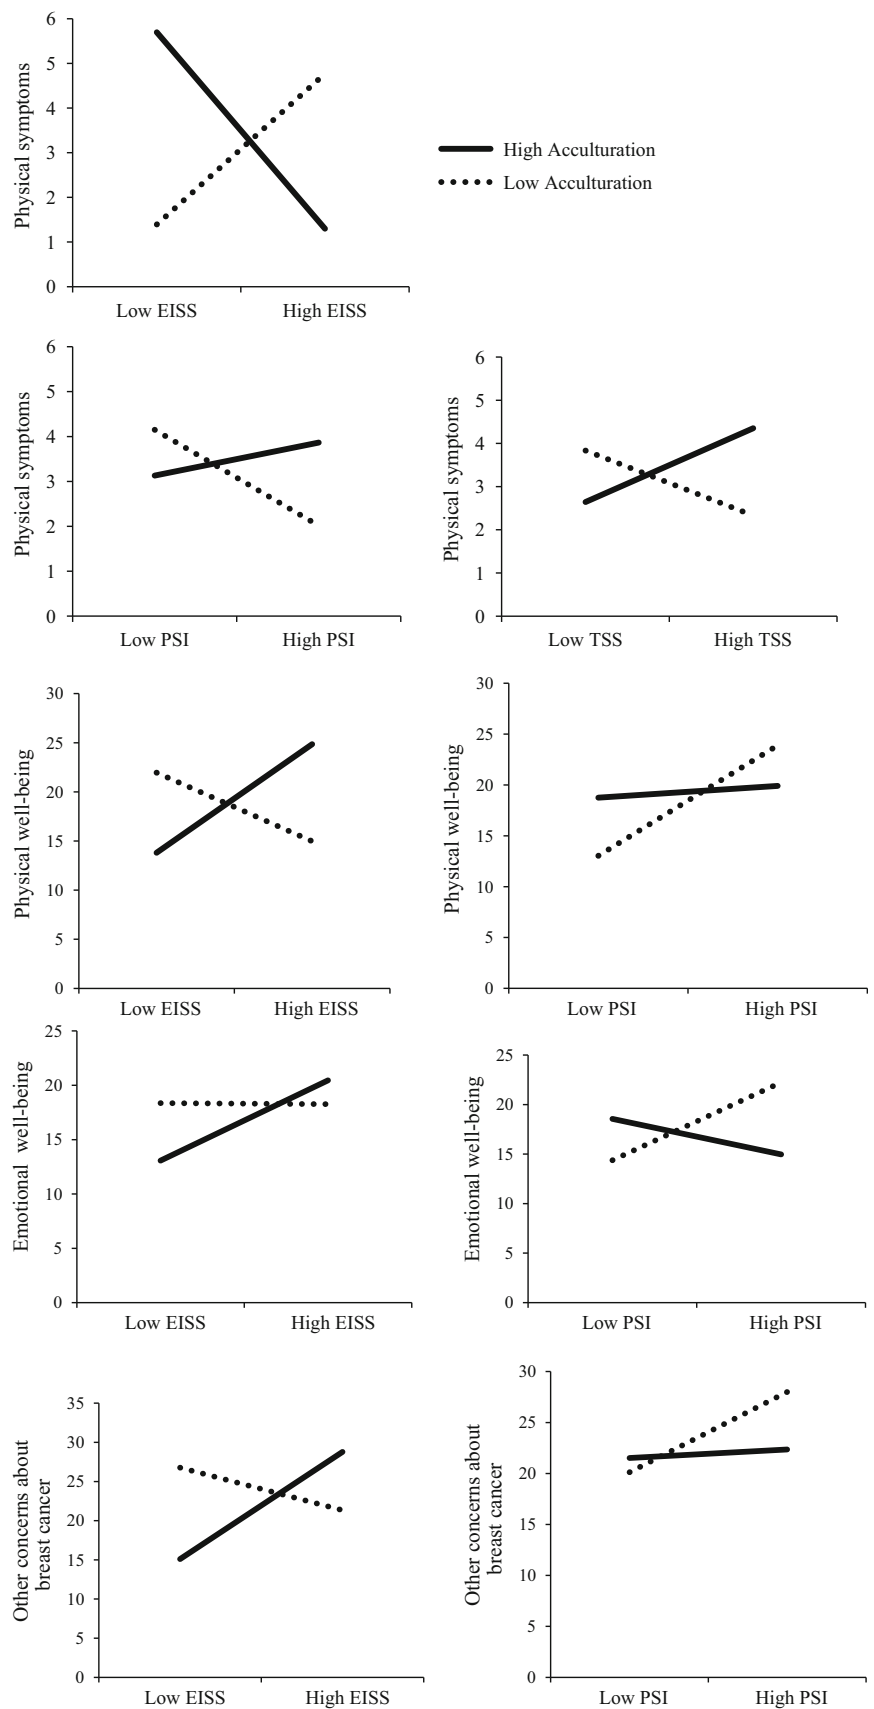 6
5
4
3
2
1
0
Physical symptoms
Low EISS
High EISS
High Acculturation
Low Acculturation
6
5
4
3
2
1
0
Physical symptoms
Low PSI
High PSI
6
5
4
3
2
1
0
Physical symptoms
Low TSS
High TSS
30
25
20
15
10
5
0
Physical well-being
Low EISS
High EISS
30
25
20
15
10
5
0
Physical well-being
Low PSI
High PSI
25
20
15
10
5
0
Emotional well-being
Low EISS
High EISS
25
20
15
10
5
0
Emotional well-being
Low PSI
High PSI
35
30
25
20
15
10
5
0
Other concerns about
breast cancer
Low EISS
High EISS
30
25
20
15
10
5
0
Other concerns about
breast cancer
Low PSI
High PSI